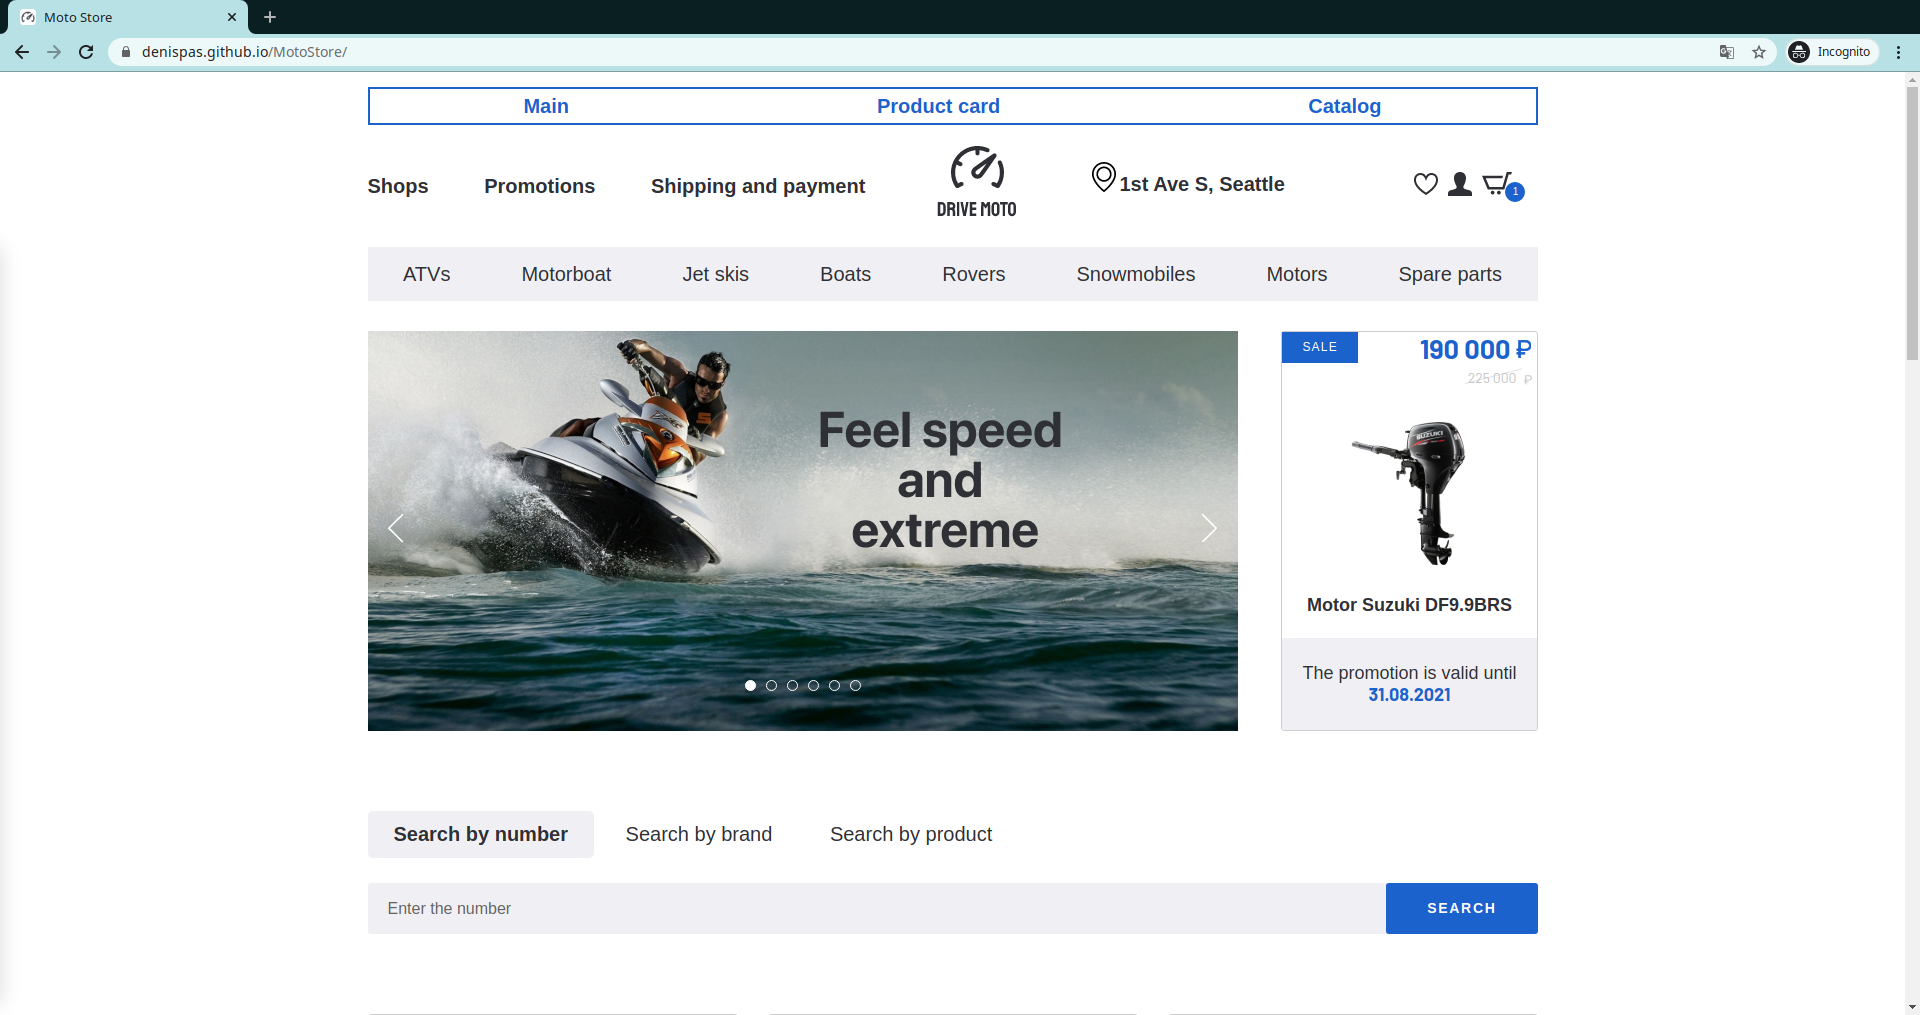 Moto Store
denispas.github.io/MotoStore/
Incognito
Main
Product card
Catalog
Shops
Promotions
Shipping and payment
DRIVE MOTO
1st Ave S, Seattle
1
ATVs
Motorboat
Jet skis
Boats
Rovers
Snowmobiles
Motors
Spare parts
Feel speed
and
extreme
SALE
190 000 ₽
225 000 ₽
SUZUKI
Motor Suzuki DF9.9BRS
The promotion is valid until
31.08.2021
Search by number
Search by brand
Search by product
Enter the number
SEARCH